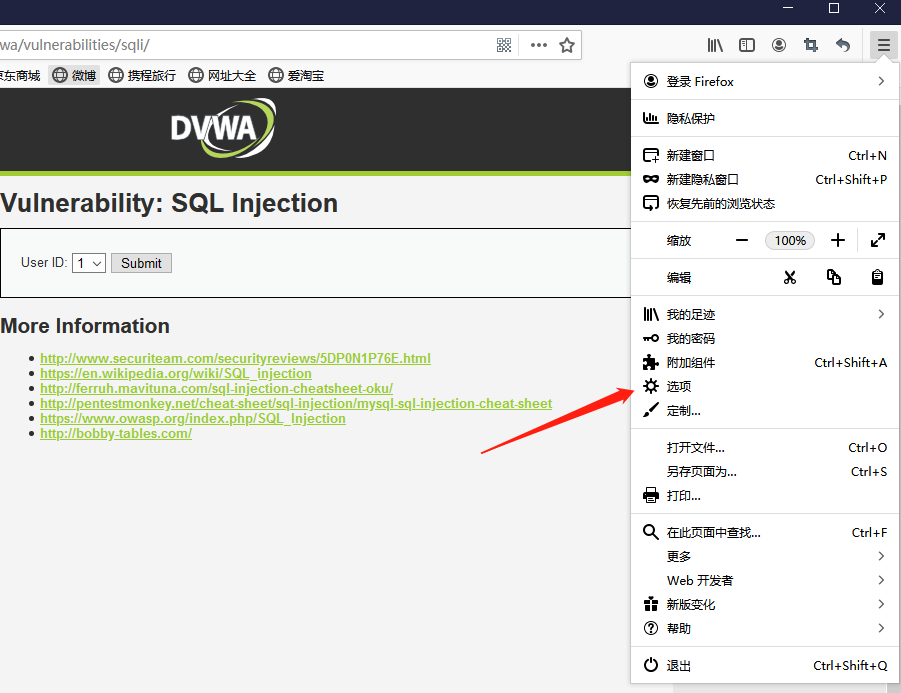 wa/vulnerabilities/sqli/
京东商城 微博 携程旅行 网址大全 爱淘宝
DVWA
Vulnerability: SQL Injection
User ID: 1 Submit
More Information
http://www.securiteam.com/securityreviews/5DP0N1P76E.html
https://en.wikipedia.org/wiki/SQL_injection
http://ferruh.mavituna.com/sql-injection-cheatsheet-oku/
http://pentestmonkey.net/cheat-sheet/sql-injection/mysql-sql-injection-cheat-sheet
https://www.owasp.org/index.php/SQL_Injection
http://bobby-tables.com/
登录 Firefox
隐私保护
新建窗口 Ctrl+N
新建隐私窗口 Ctrl+Shift+P
恢复先前的浏览状态
缩放 100%
编辑
我的足迹
我的密码
附加组件 Ctrl+Shift+A
选项
定制...
打开文件... Ctrl+O
另存页面为... Ctrl+S
打印...
在此页面中查找... Ctrl+F
更多
Web 开发者
新版变化
帮助
退出 Ctrl+Shift+Q